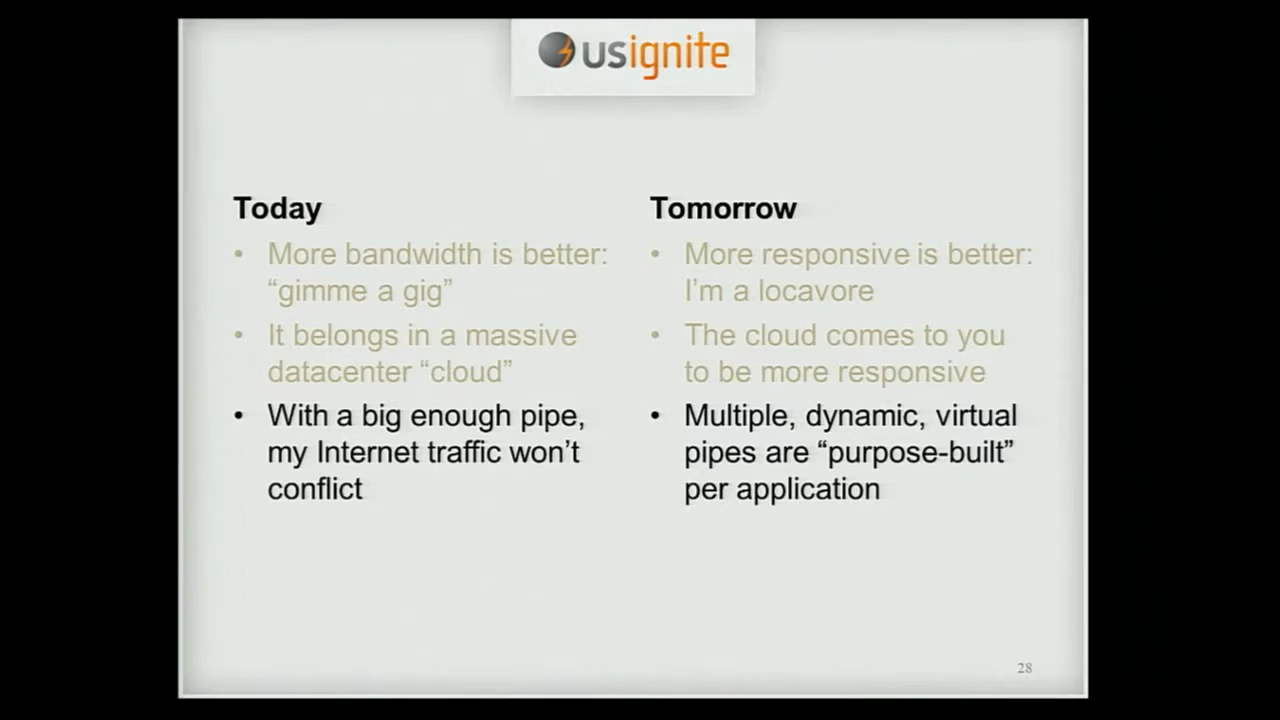 usignite
Today
• More bandwidth is better:
“gimme a gig”
• It belongs in a massive
datacenter “cloud”
• With a big enough pipe,
my Internet traffic won’t
conflict
Tomorrow
• More responsive is better:
I’m a locavore
• The cloud comes to you
to be more responsive
• Multiple, dynamic, virtual
pipes are “purpose-built”
per application
28